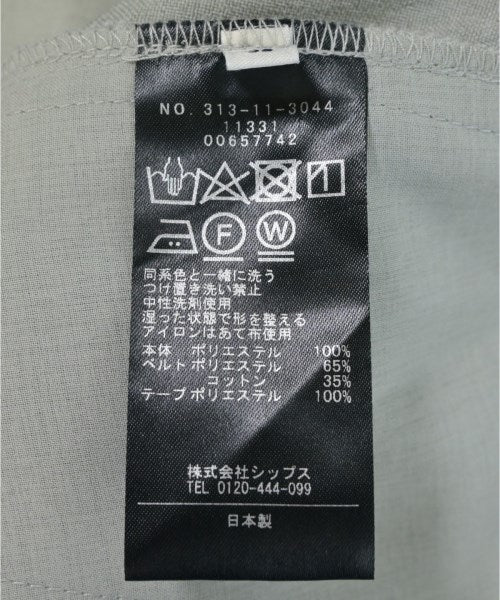 NO. 313-11-3044
11331
00657742
F W
同系色と一緒に洗う
つけ置き洗い禁止
中性洗剤使用
湿った状態で形を整える
アイロンはあて布使用
本体 ポリエステル 100%
ベルトポリエステル 65%
コットン 35%
テープポリエステル 100%
株式会社シップス
TEL 0120-444-099
日本製